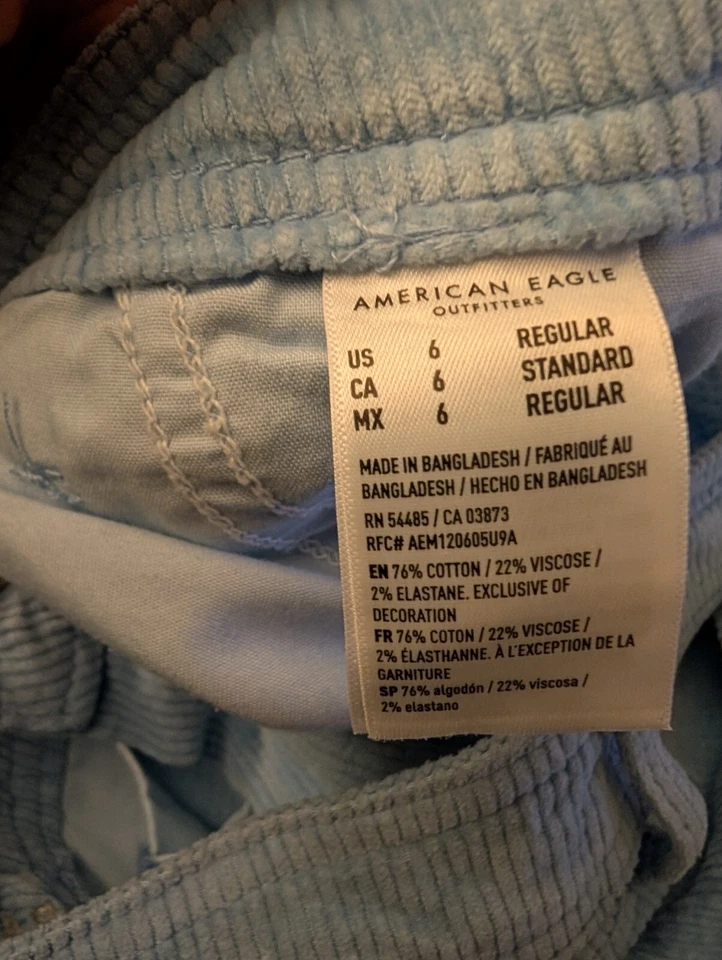 AMERICAN EAGLE
OUTFITTERS
US 6 REGULAR
CA 6 STANDARD
MX 6 REGULAR
MADE IN BANGLADESH / FABRIQUÉ AU
BANGLADESH / HECHO EN BANGLADESH
RN 54485 / CA 03873
RFC# AEM120605U9A
EN 76% COTTON / 22% VISCOSE /
2% ELASTANE. EXCLUSIVE OF
DECORATION
FR 76% COTON / 22% VISCOSE /
2% ÉLASTHANNE. À L'EXCEPTION DE LA
GARNITURE
SP 76% algodón / 22% viscosa /
2% elastano